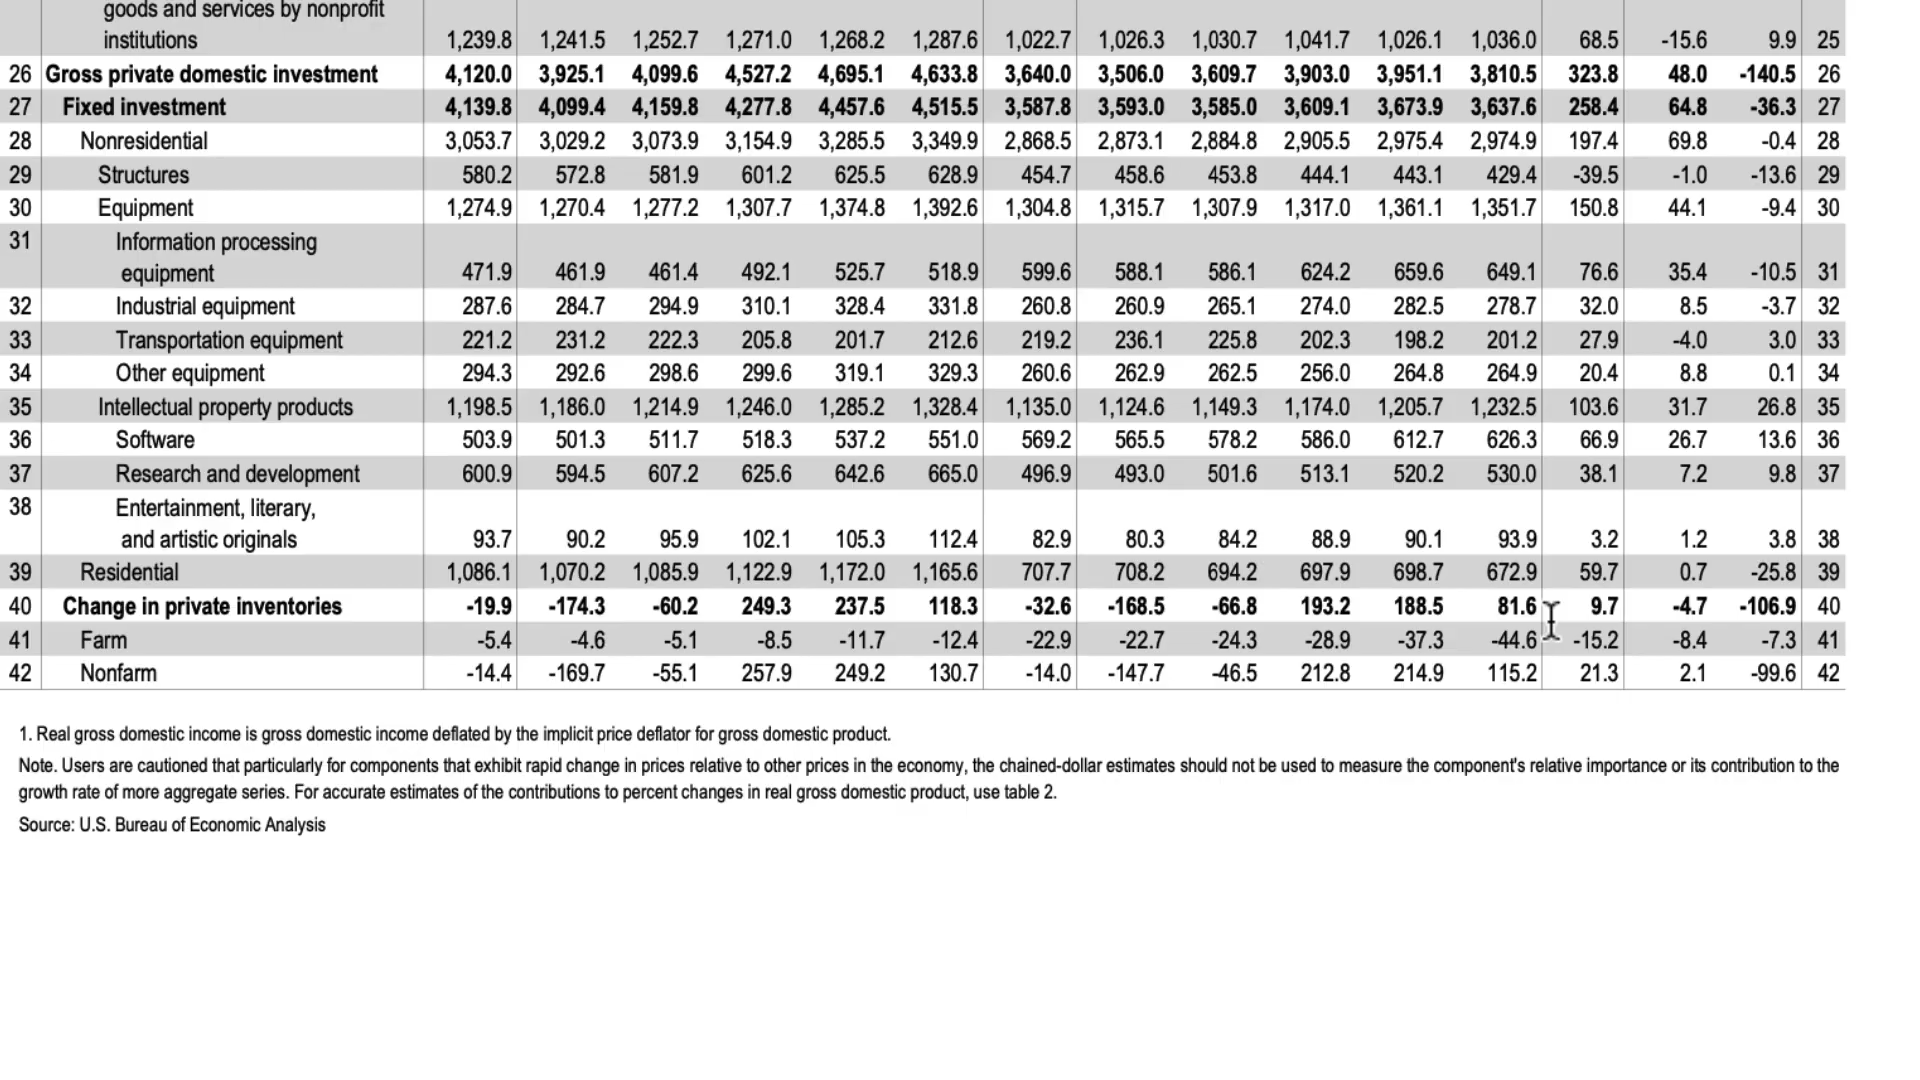 goods and services by nonprofit
institutions 1,239.8 1,241.5 1,252.7 1,271.0 1,268.2 1,287.6 1,022.7 1,026.3 1,030.7 1,041.7 1,026.1 1,036.0 68.5 -15.6 9.9 25
26 Gross private domestic investment 4,120.0 3,925.1 4,099.6 4,527.2 4,695.1 4,633.8 3,640.0 3,506.0 3,609.7 3,903.0 3,951.1 3,810.5 323.8 48.0 -140.5 26
27 Fixed investment 4,139.8 4,099.4 4,159.8 4,277.8 4,457.6 4,515.5 3,587.8 3,593.0 3,585.0 3,609.1 3,673.9 3,637.6 258.4 64.8 -36.3 27
28 Nonresidential 3,053.7 3,029.2 3,073.9 3,154.9 3,285.5 3,349.9 2,868.5 2,873.1 2,884.8 2,905.5 2,975.4 2,974.9 197.4 69.8 -0.4 28
29 Structures 580.2 572.8 581.9 601.2 625.5 628.9 454.7 458.6 453.8 444.1 443.1 429.4 -39.5 -1.0 -13.6 29
30 Equipment 1,274.9 1,270.4 1,277.2 1,307.7 1,374.8 1,392.6 1,304.8 1,315.7 1,307.9 1,317.0 1,361.1 1,351.7 150.8 44.1 -9.4 30
31 Information processing
equipment 471.9 461.9 461.4 492.1 525.7 518.9 599.6 588.1 586.1 624.2 659.6 649.1 76.6 35.4 -10.5 31
32 Industrial equipment 287.6 284.7 294.9 310.1 328.4 331.8 260.8 260.9 265.1 274.0 282.5 278.7 32.0 8.5 -3.7 32
33 Transportation equipment 221.2 231.2 222.3 205.8 201.7 212.6 219.2 236.1 225.8 202.3 198.2 201.2 27.9 -4.0 3.0 33
34 Other equipment 294.3 292.6 298.6 299.6 319.1 329.3 260.6 262.9 262.5 256.0 264.8 264.9 20.4 8.8 0.1 34
35 Intellectual property products 1,198.5 1,186.0 1,214.9 1,246.0 1,285.2 1,328.4 1,135.0 1,124.6 1,149.3 1,174.0 1,205.7 1,232.5 103.6 31.7 26.8 35
36 Software 503.9 501.3 511.7 518.3 537.2 551.0 569.2 565.5 578.2 586.0 612.7 626.3 66.9 26.7 13.6 36
37 Research and development 600.9 594.5 607.2 625.6 642.6 665.0 496.9 493.0 501.6 513.1 520.2 530.0 38.1 7.2 9.8 37
38 Entertainment, literary,
and artistic originals 93.7 90.2 95.9 102.1 105.3 112.4 82.9 80.3 84.2 88.9 90.1 93.9 3.2 1.2 3.8 38
39 Residential 1,086.1 1,070.2 1,085.9 1,122.9 1,172.0 1,165.6 707.7 708.2 694.2 697.9 698.7 672.9 59.7 0.7 -25.8 39
40 Change in private inventories -19.9 -174.3 -60.2 249.3 237.5 118.3 -32.6 -168.5 -66.8 193.2 188.5 81.6 9.7 -4.7 -106.9 40
41 Farm -5.4 -4.6 -5.1 -8.5 -11.7 -12.4 -22.9 -22.7 -24.3 -28.9 -37.3 -44.6 -15.2 -8.4 -7.3 41
42 Nonfarm -14.4 -169.7 -55.1 257.9 249.2 130.7 -14.0 -147.7 -46.5 212.8 214.9 115.2 21.3 2.1 -99.6 42
1. Real gross domestic income is gross domestic income deflated by the implicit price deflator for gross domestic product.
Note. Users are cautioned that particularly for components that exhibit rapid change in prices relative to other prices in the economy, the chained-dollar estimates should not be used to measure the component's relative importance or its contribution to the
growth rate of more aggregate series. For accurate estimates of the contributions to percent changes in real gross domestic product, use table 2.
Source: U.S. Bureau of Economic Analysis